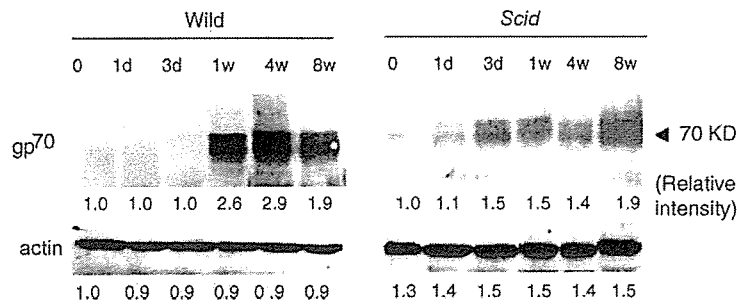 Wild Scid
0 1d 3d 1w 4w 8w 0 1d 3d 1w 4w 8w
gp70 70 KD
(Relative
1.0 1.0 1.0 2.6 2.9 1.9 1.0 1.1 1.5 1.5 1.4 1.9 intensity)
actin
1.0 0.9 0.9 0.9 0.9 0.9 1.3 1.4 1.5 1.5 1.4 1.5